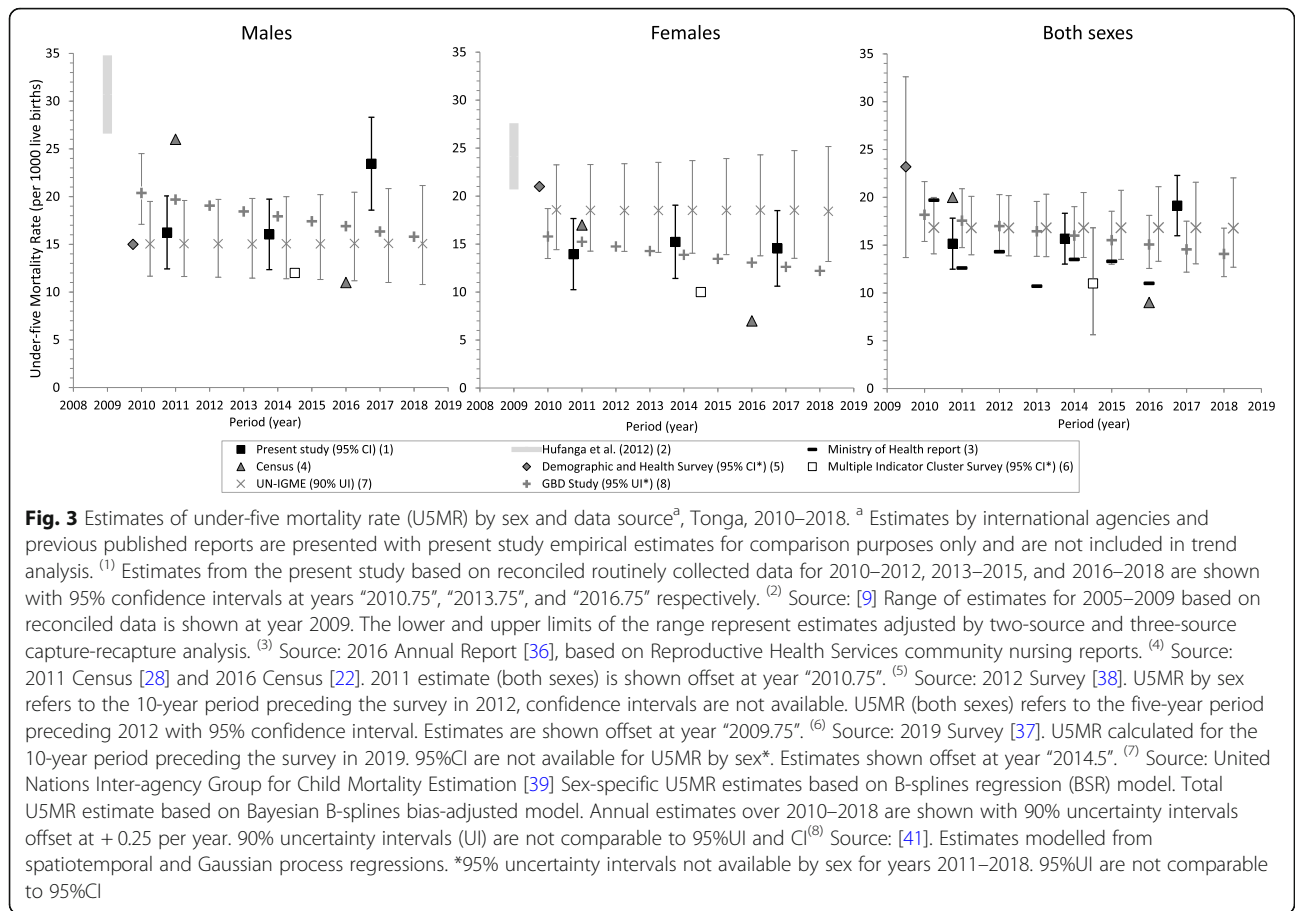 Males
Females
Both sexes
Under-five Mortality Rate (per 1000 live births)
35
30
25
20
15
10
5
0
2008 2009 2010 2011 2012 2013 2014 2015 2016 2017 2018 2019
Period (year)
35
30
25
20
15
10
5
0
2008 2009 2010 2011 2012 2013 2014 2015 2016 2017 2018 2019
Period (year)
35
30
25
20
15
10
5
0
2009 2010 2011 2012 2013 2014 2015 2016 2017 2018 2019
Period (year)
Present study (95% CI) (1) Hufanga et al. (2012) (2) Ministry of Health report (3)
Census (4) Demographic and Health Survey (95% CI*) (5) Multiple Indicator Cluster Survey (95% CI*) (6)
UN-IGME (90% UI) (7) GBD Study (95% UI*) (8)
Fig. 3 Estimates of under-five mortality rate (U5MR) by sex and data sourceᵃ, Tonga, 2010–2018. ᵃ Estimates by international agencies and
previous published reports are presented with present study empirical estimates for comparison purposes only and are not included in trend
analysis. ⁽¹⁾ Estimates from the present study based on reconciled routinely collected data for 2010–2012, 2013–2015, and 2016–2018 are shown
with 95% confidence intervals at years “2010.75”, “2013.75”, and “2016.75” respectively. ⁽²⁾ Source: [9] Range of estimates for 2005–2009 based on
reconciled data is shown at year 2009. The lower and upper limits of the range represent estimates adjusted by two-source and three-source
capture-recapture analysis. ⁽³⁾ Source: 2016 Annual Report [36], based on Reproductive Health Services community nursing reports. ⁽⁴⁾ Source:
2011 Census [28] and 2016 Census [22]. 2011 estimate (both sexes) is shown offset at year “2010.75”. ⁽⁵⁾ Source: 2012 Survey [38]. U5MR by sex
refers to the 10-year period preceding the survey in 2012, confidence intervals are not available. U5MR (both sexes) refers to the five-year period
preceding 2012 with 95% confidence interval. Estimates are shown offset at year “2009.75”. ⁽⁶⁾ Source: 2019 Survey [37]. U5MR calculated for the
10-year period preceding the survey in 2019. 95%CI are not available for U5MR by sex*. Estimates shown offset at year “2014.5”. ⁽⁷⁾ Source: United
Nations Inter-agency Group for Child Mortality Estimation [39] Sex-specific U5MR estimates based on B-splines regression (BSR) model. Total
U5MR estimate based on Bayesian B-splines bias-adjusted model. Annual estimates over 2010–2018 are shown with 90% uncertainty intervals
offset at + 0.25 per year. 90% uncertainty intervals (UI) are not comparable to 95%UI and CI⁽⁸⁾ Source: [41]. Estimates modelled from
spatiotemporal and Gaussian process regressions. *95% uncertainty intervals not available by sex for years 2011–2018. 95%UI are not comparable
to 95%CI